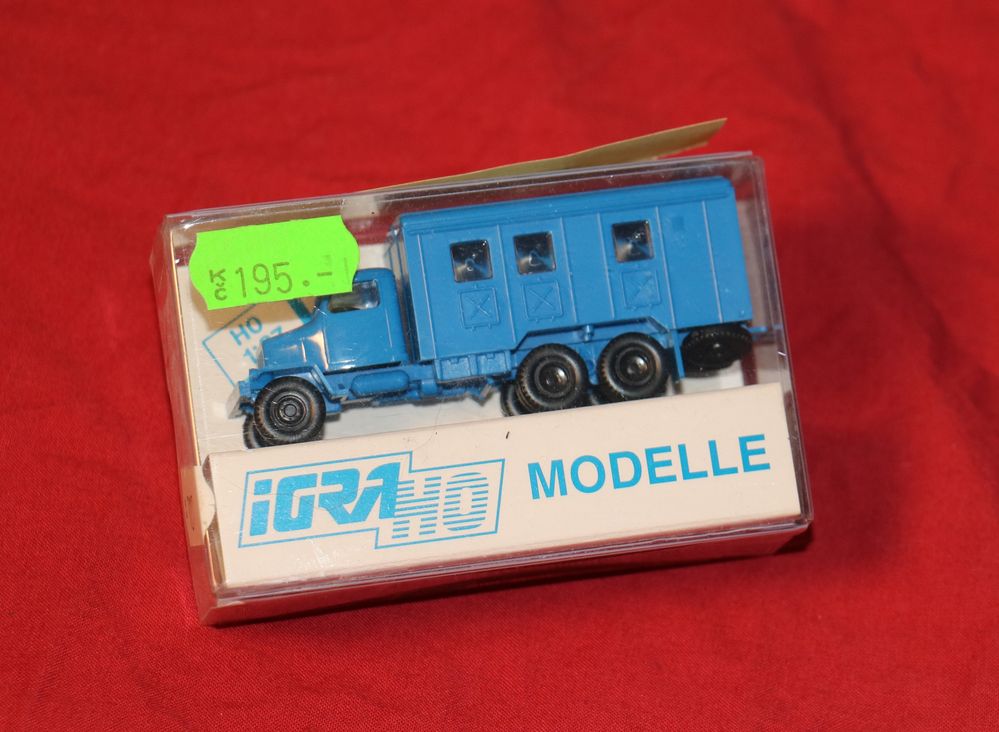 Kč 195.-
HO
iGRA HO MODELLE